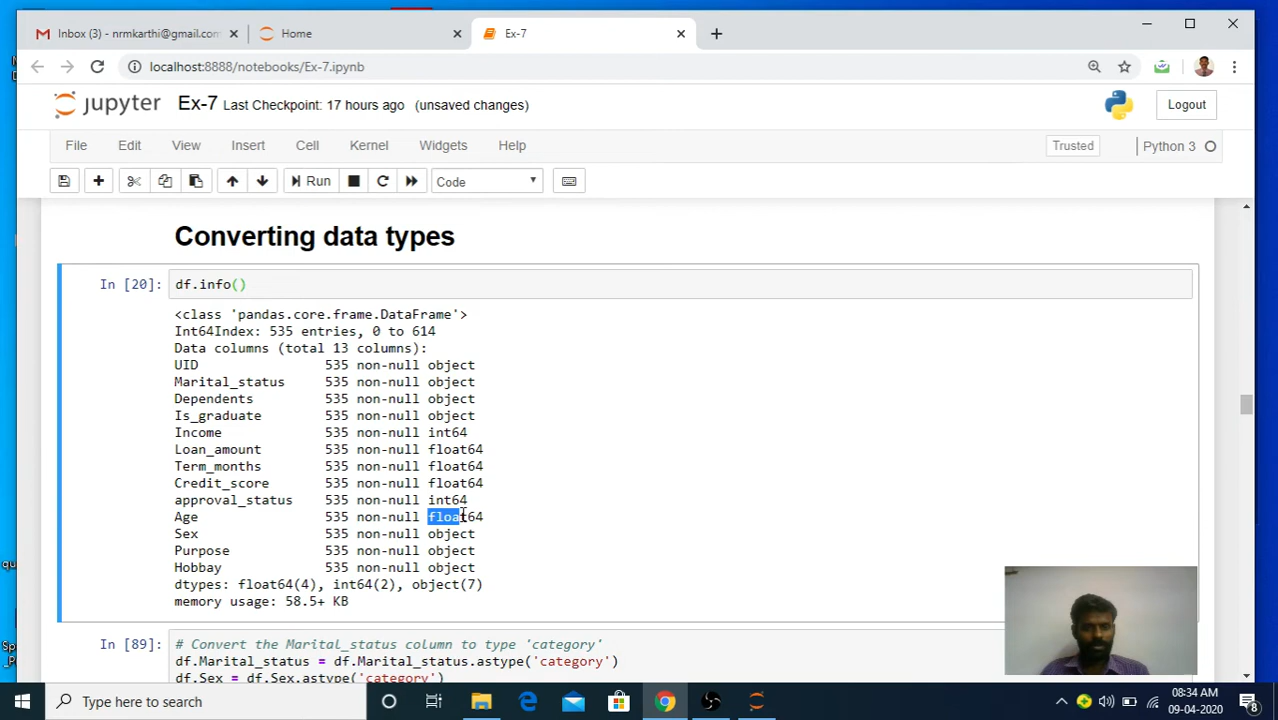 Inbox (3) - nrmkarthi@gmail.com
Home
Ex-7
localhost:8888/notebooks/Ex-7.ipynb
jupyter Ex-7 Last Checkpoint: 17 hours ago (unsaved changes)
Logout
File Edit View Insert Cell Kernel Widgets Help
Trusted
Python 3
Run
Code
Converting data types
In [20]: df.info()
<class 'pandas.core.frame.DataFrame'>
Int64Index: 535 entries, 0 to 614
Data columns (total 13 columns):
UID 535 non-null object
Marital_status 535 non-null object
Dependents 535 non-null object
Is_graduate 535 non-null object
Income 535 non-null int64
Loan_amount 535 non-null float64
Term_months 535 non-null float64
Credit_score 535 non-null float64
approval_status 535 non-null int64
Age 535 non-null float64
Sex 535 non-null object
Purpose 535 non-null object
Hobbay 535 non-null object
dtypes: float64(4), int64(2), object(7)
memory usage: 58.5+ KB
In [89]: # Convert the Marital_status column to type 'category'
df.Marital_status = df.Marital_status.astype('category')
df.Sex = df.Sex.astype('category')
Type here to search
08:34 AM
09-04-2020
8